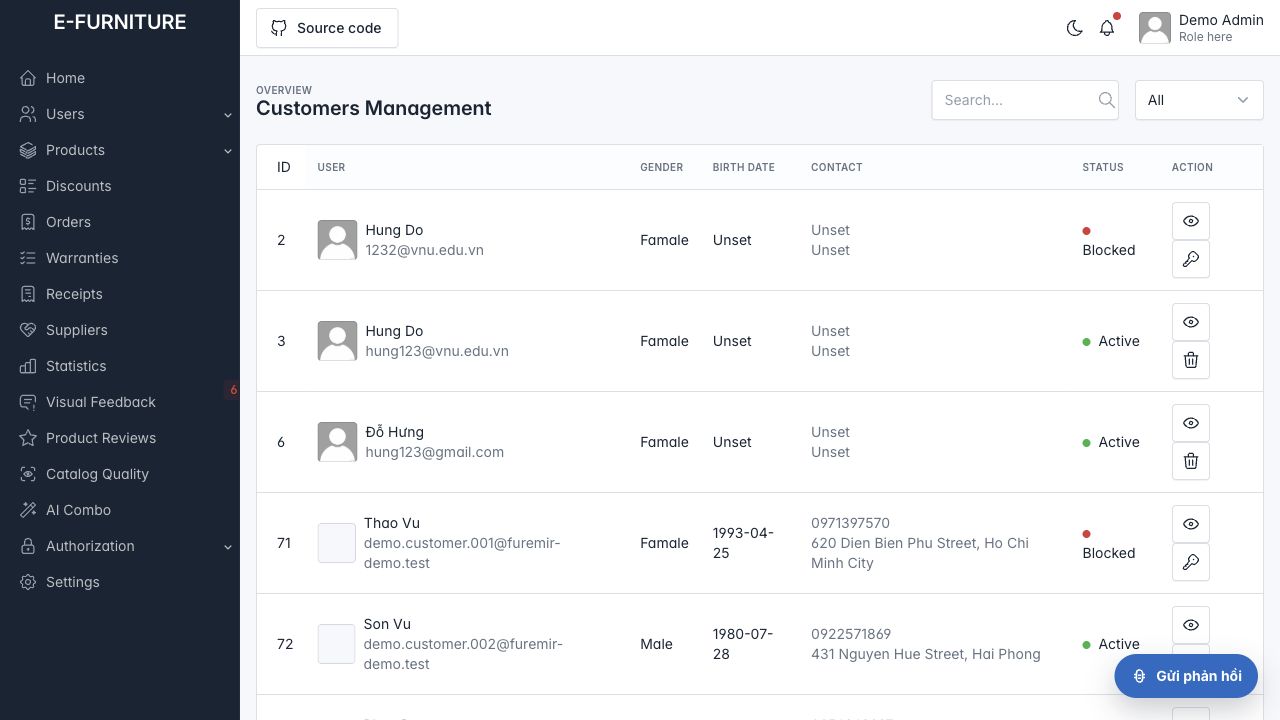 E-FURNITURE
Home
Users
Products
Discounts
Orders
Warranties
Receipts
Suppliers
Statistics
6
Visual Feedback
Product Reviews
Catalog Quality
AI Combo
Authorization
Settings
Source code
Demo Admin
Role here
OVERVIEW
Customers Management
Search...
All
ID USER GENDER BIRTH DATE CONTACT STATUS ACTION
2
Hung Do
1232@vnu.edu.vn
Famale
Unset
Unset
Unset
Blocked
3
Hung Do
hung123@vnu.edu.vn
Famale
Unset
Unset
Unset
Active
6
Đỗ Hưng
hung123@gmail.com
Famale
Unset
Unset
Unset
Active
71
Thao Vu
demo.customer.001@furemir-
demo.test
Famale
1993-04-
25
0971397570
620 Dien Bien Phu Street, Ho Chi
Minh City
Blocked
72
Son Vu
demo.customer.002@furemir-
demo.test
Male
1980-07-
28
0922571869
431 Nguyen Hue Street, Hai Phong
Active
Gửi phản hồi